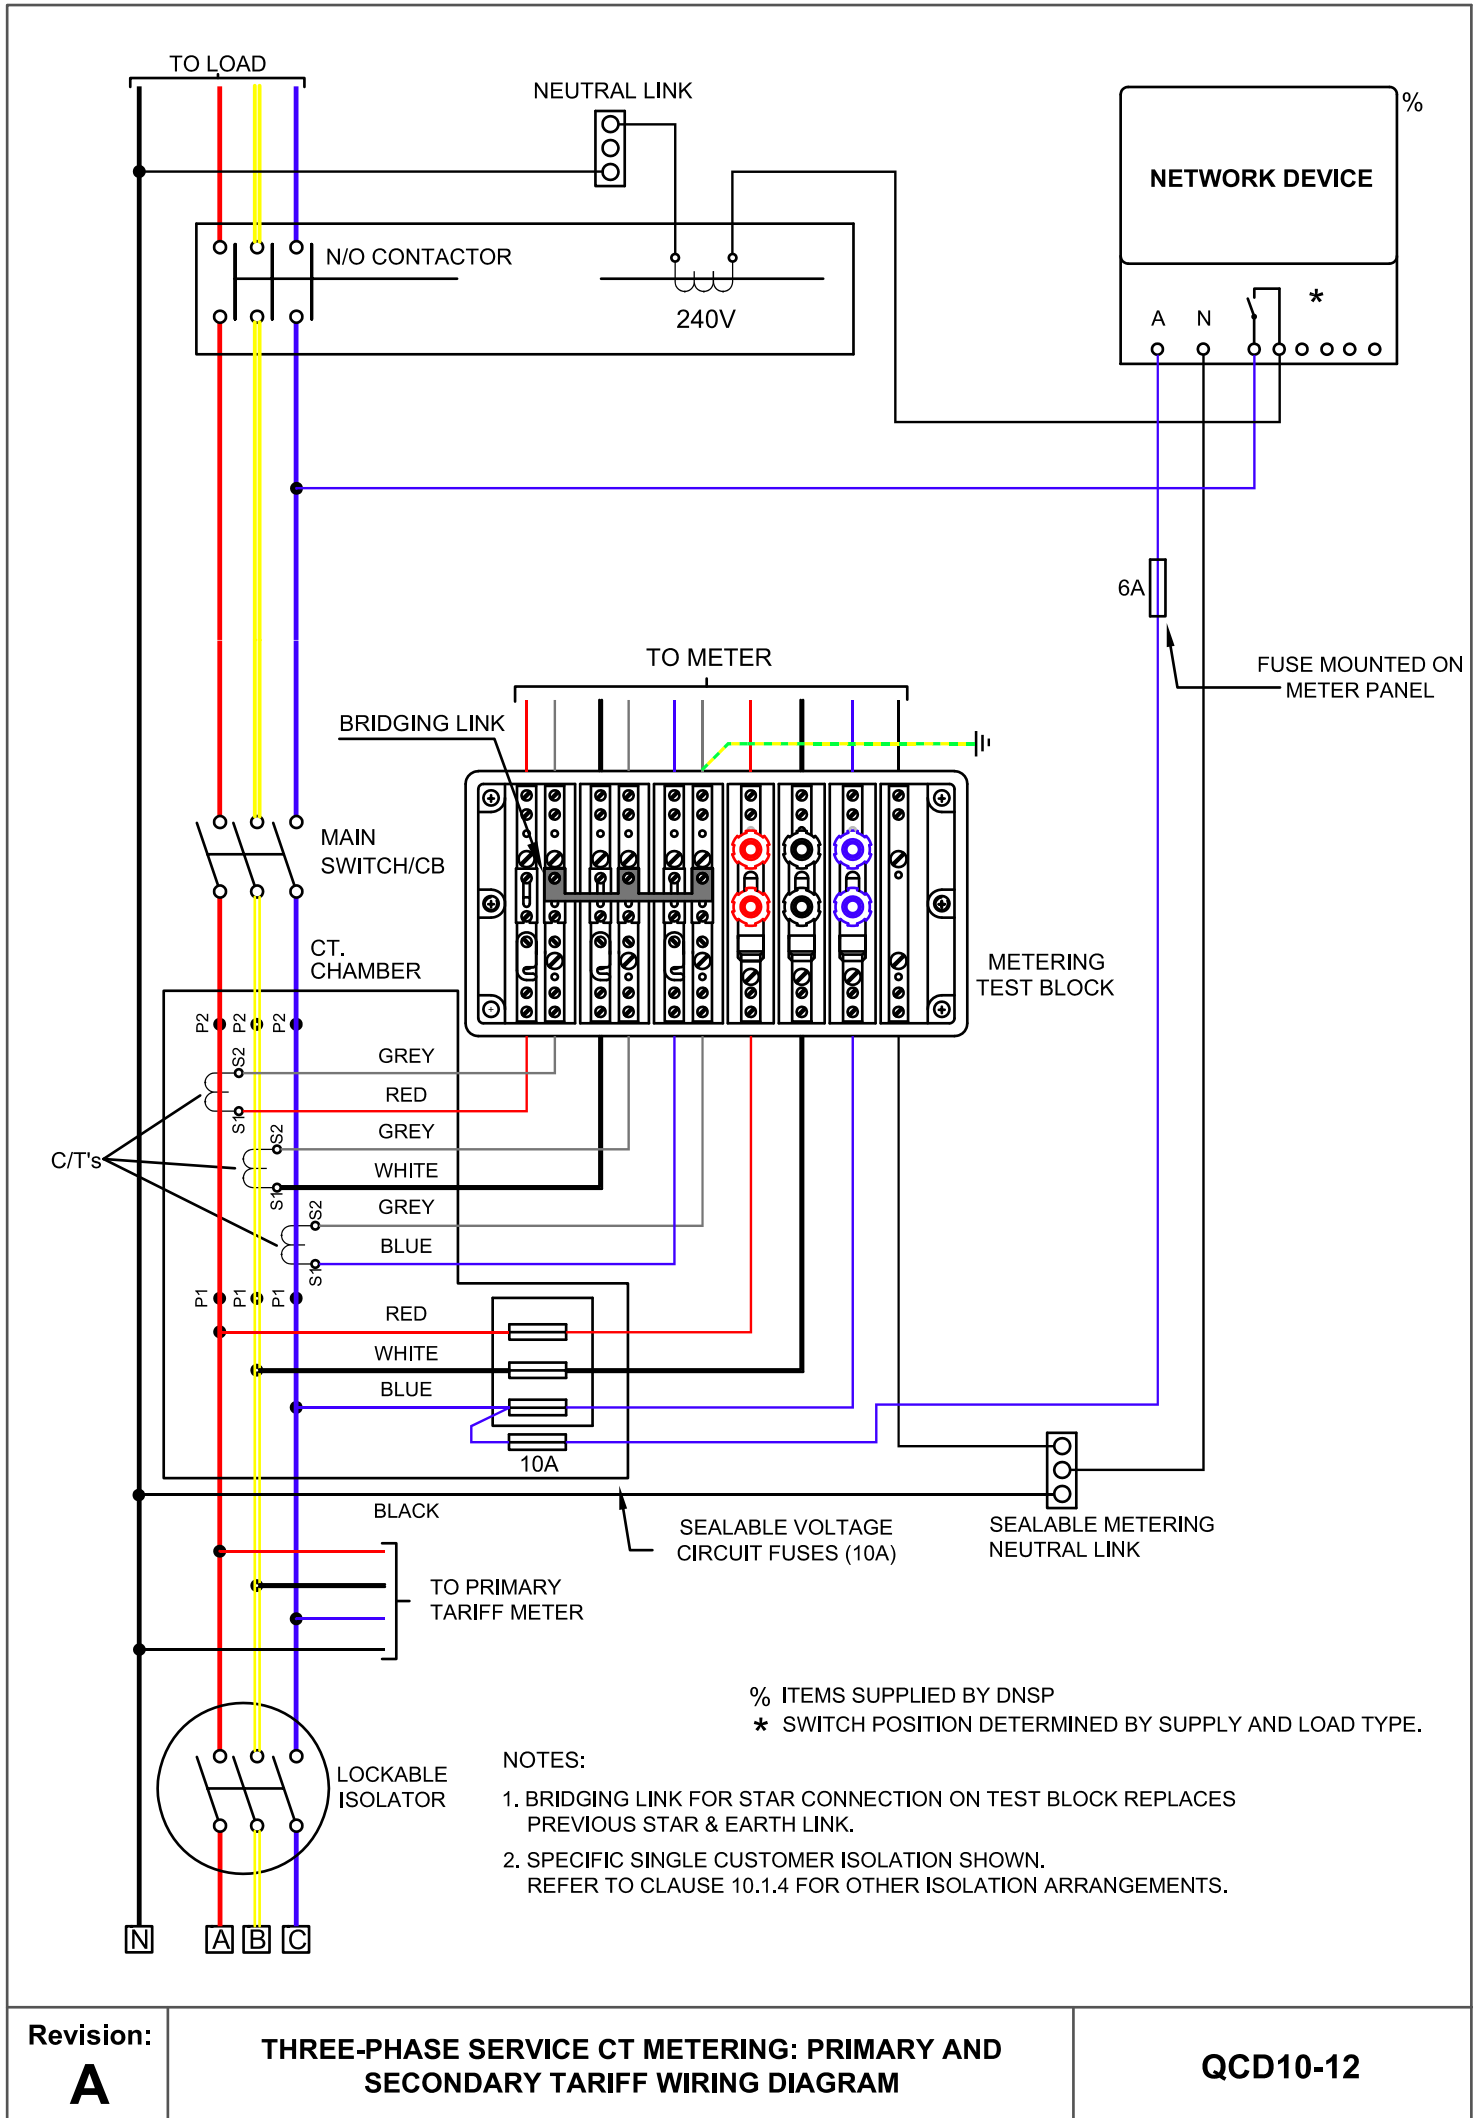 TO LOAD
NEUTRAL LINK
%
NETWORK DEVICE
N/O CONTACTOR
240V
*
A N
6A
FUSE MOUNTED ON
METER PANEL
TO METER
BRIDGING LINK
MAIN
SWITCH/CB
CT.
CHAMBER
METERING
TEST BLOCK
P2 P2 P2
S2
GREY
RED
S1
S2
GREY
C/T's
WHITE
S1
S2
GREY
BLUE
S1
P1 P1 P1
RED
WHITE
BLUE
10A
BLACK
SEALABLE VOLTAGE
CIRCUIT FUSES (10A)
SEALABLE METERING
NEUTRAL LINK
TO PRIMARY
TARIFF METER
% ITEMS SUPPLIED BY DNSP
* SWITCH POSITION DETERMINED BY SUPPLY AND LOAD TYPE.
LOCKABLE
ISOLATOR
NOTES:
1. BRIDGING LINK FOR STAR CONNECTION ON TEST BLOCK REPLACES
PREVIOUS STAR & EARTH LINK.
2. SPECIFIC SINGLE CUSTOMER ISOLATION SHOWN.
REFER TO CLAUSE 10.1.4 FOR OTHER ISOLATION ARRANGEMENTS.
N A B C
Revision:
A
THREE-PHASE SERVICE CT METERING: PRIMARY AND
SECONDARY TARIFF WIRING DIAGRAM
QCD10-12